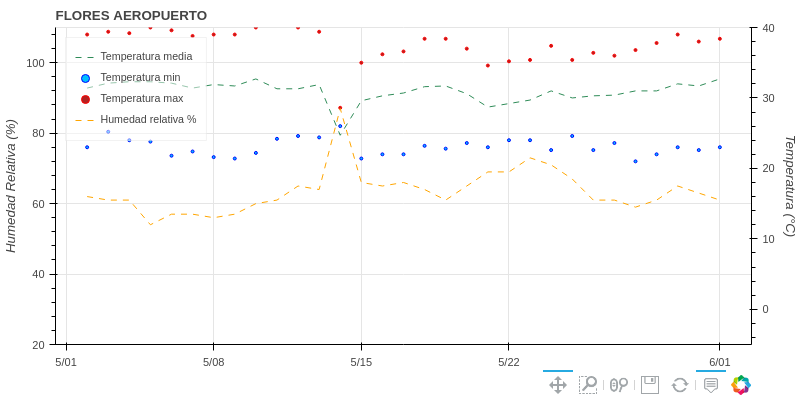 FLORES AEROPUERTO
Temperatura media
Temperatura min
Temperatura max
Humedad relativa %
Humedad Relativa (%)
100
80
60
40
20
40
30
20
10
0
Temperatura (°C)
5/01
5/08
5/15
5/22
6/01